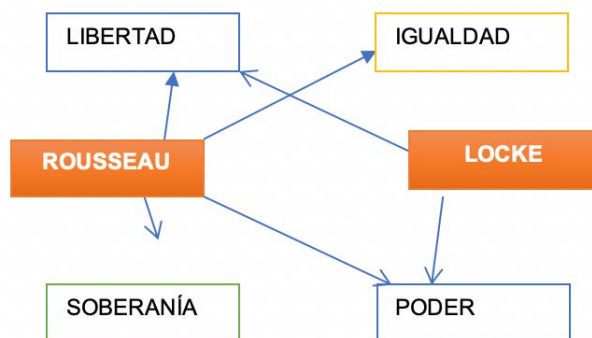 LIBERTAD
IGUALDAD
ROUSSEAU
LOCKE
SOBERANÍA
PODER